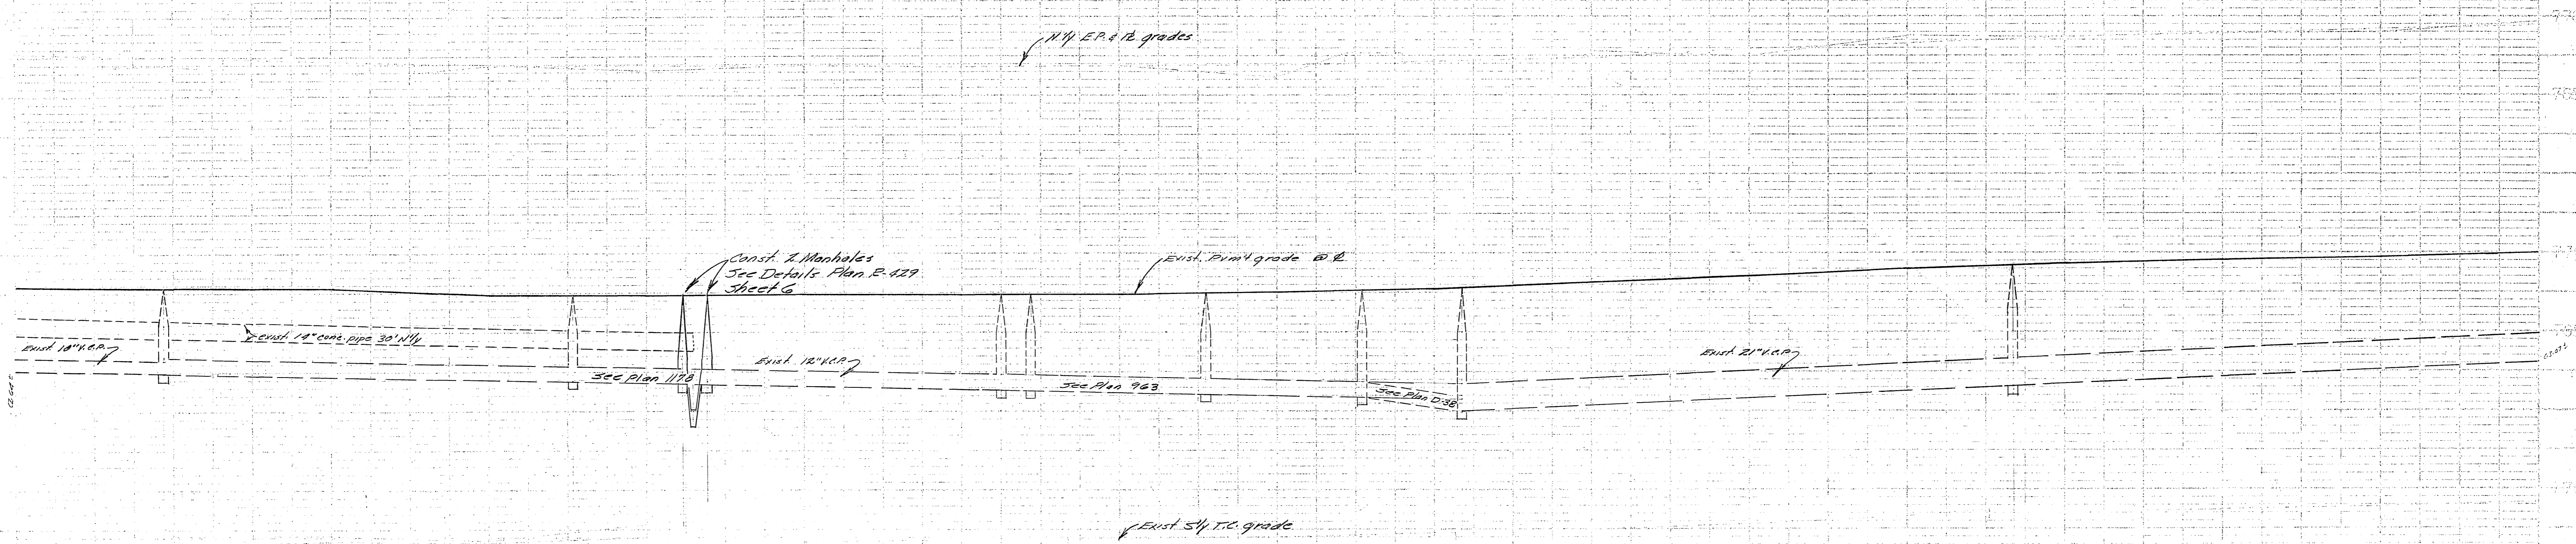 N'ly E.P. & ℞ grades
Const. 2 Manholes
See Details Plan E-429
Sheet 6
Exist. Pvm't grade @ ℄
exist. 14" conc. pipe 30' N'ly
Exist 18" V.C.P.
Exist. 12" V.C.P.
Exist 21" V.C.P.
See plan 1178
See Plan 963
See Plan D-38
Exist S'ly T.C. grade